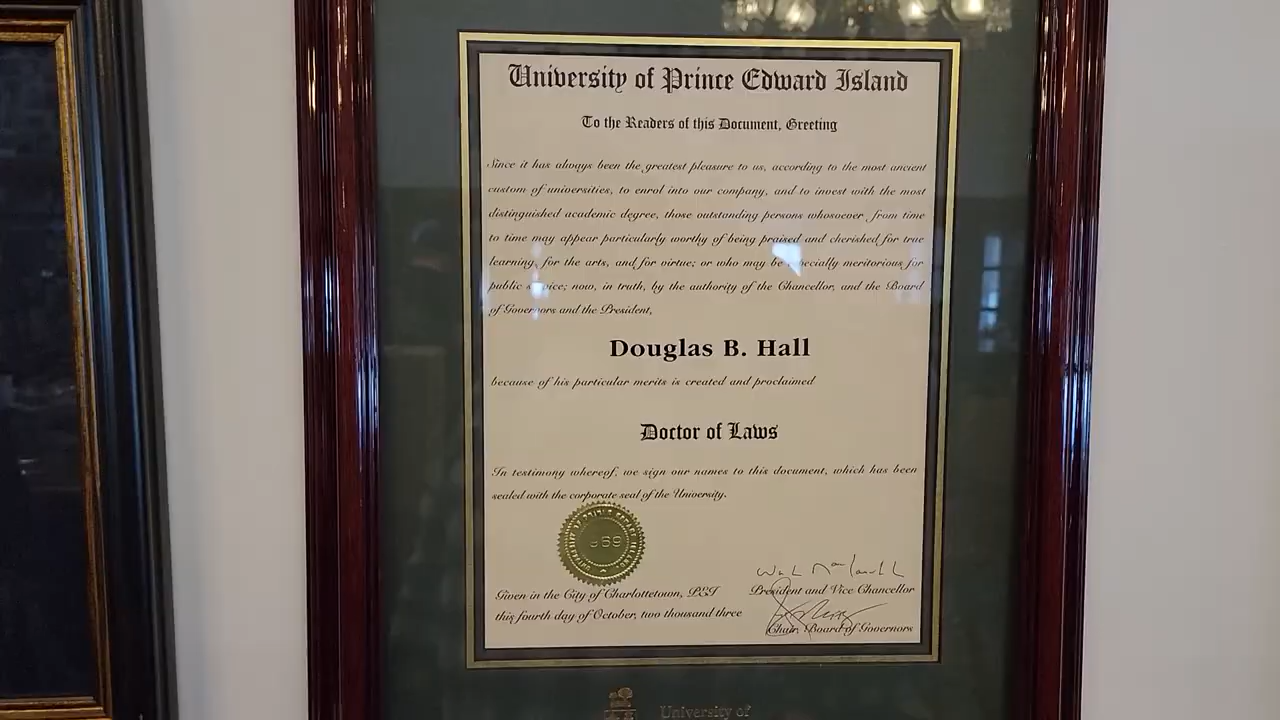 University of Prince Edward Island
To the Readers of this Document, Greeting
Since it has always been the greatest pleasure to us, according to the most ancient
custom of universities, to enrol into our company, and to invest with the most
distinguished academic degree, those outstanding persons whosoever, from time
to time may appear particularly worthy of being praised and cherished for true
learning, for the arts, and for virtue; or who may be especially meritorious for
public service; now, in truth, by the authority of the Chancellor, and the Board
of Governors and the President,
Douglas B. Hall
because of his particular merits is created and proclaimed
Doctor of Laws
In testimony whereof, we sign our names to this document, which has been
sealed with the corporate seal of the University.
Given in the City of Charlottetown, PEI
this fourth day of October, two thousand three
President and Vice Chancellor
Chair, Board of Governors
University of